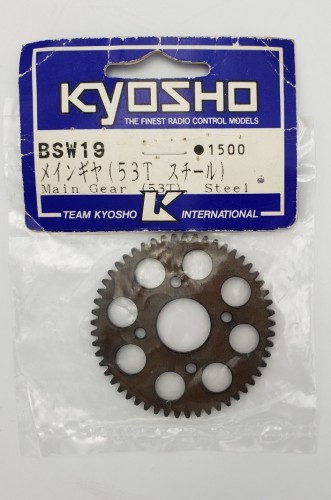 KYOSHO
THE FINEST RADIO CONTROL MODELS
BSW19 ●1500
メインギヤ(53T スチール)
Main Gear (53T) Steel
TEAM KYOSHO K INTERNATIONAL